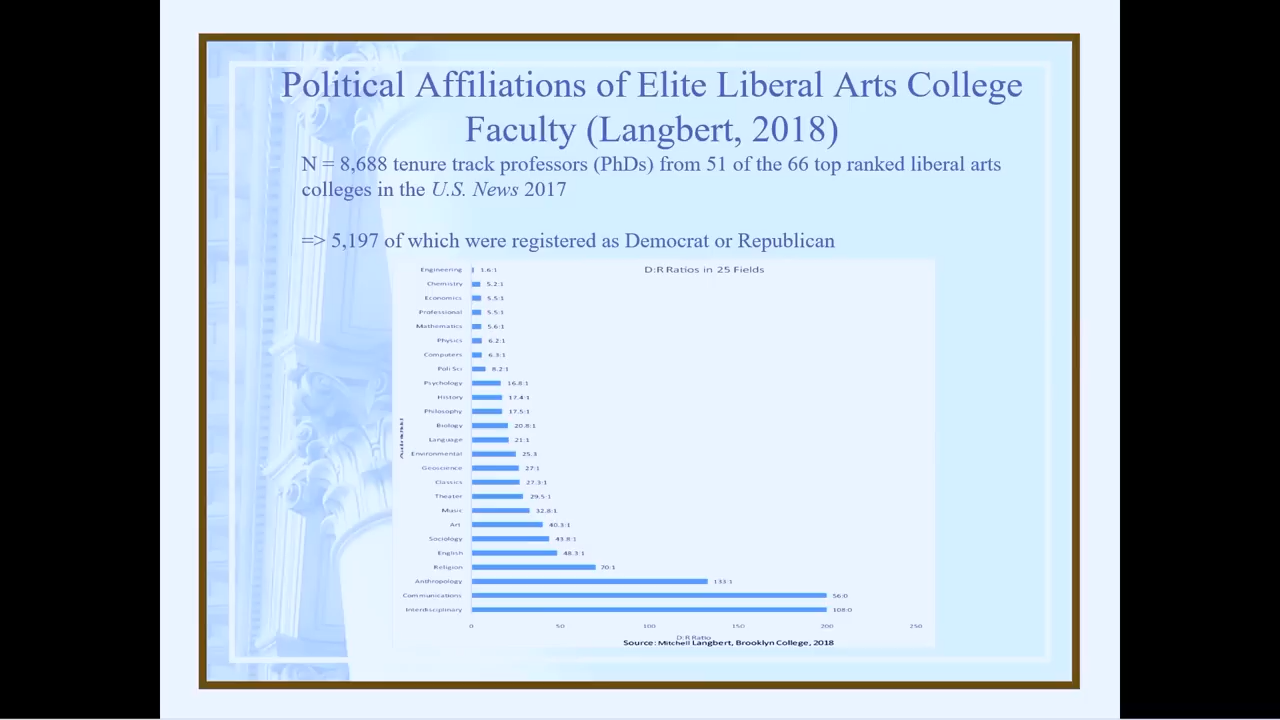 Political Affiliations of Elite Liberal Arts College
Faculty (Langbert, 2018)
N = 8,688 tenure track professors (PhDs) from 51 of the 66 top ranked liberal arts
colleges in the U.S. News 2017
=> 5,197 of which were registered as Democrat or Republican
D:R Ratios in 25 Fields
Engineering 1.6:1
Chemistry 5.2:1
Economics 5.5:1
Professional 5.5:1
Mathematics 5.6:1
Physics 6.2:1
Computers 6.3:1
Poli Sci 8.2:1
Psychology 16.8:1
History 17.4:1
Philosophy 17.5:1
Biology 20.8:1
Language 21:1
Environmental 25.3
Geoscience 27:1
Classics 27.3:1
Theater 29.5:1
Music 32.8:1
Art 40.3:1
Sociology 43.8:1
English 48.3:1
Religion 70:1
Anthropology 133:1
Communications 56:0
Interdisciplinary 108:0
0 50 100 150 200 250
D:R Ratio
Source: Mitchell Langbert, Brooklyn College, 2018